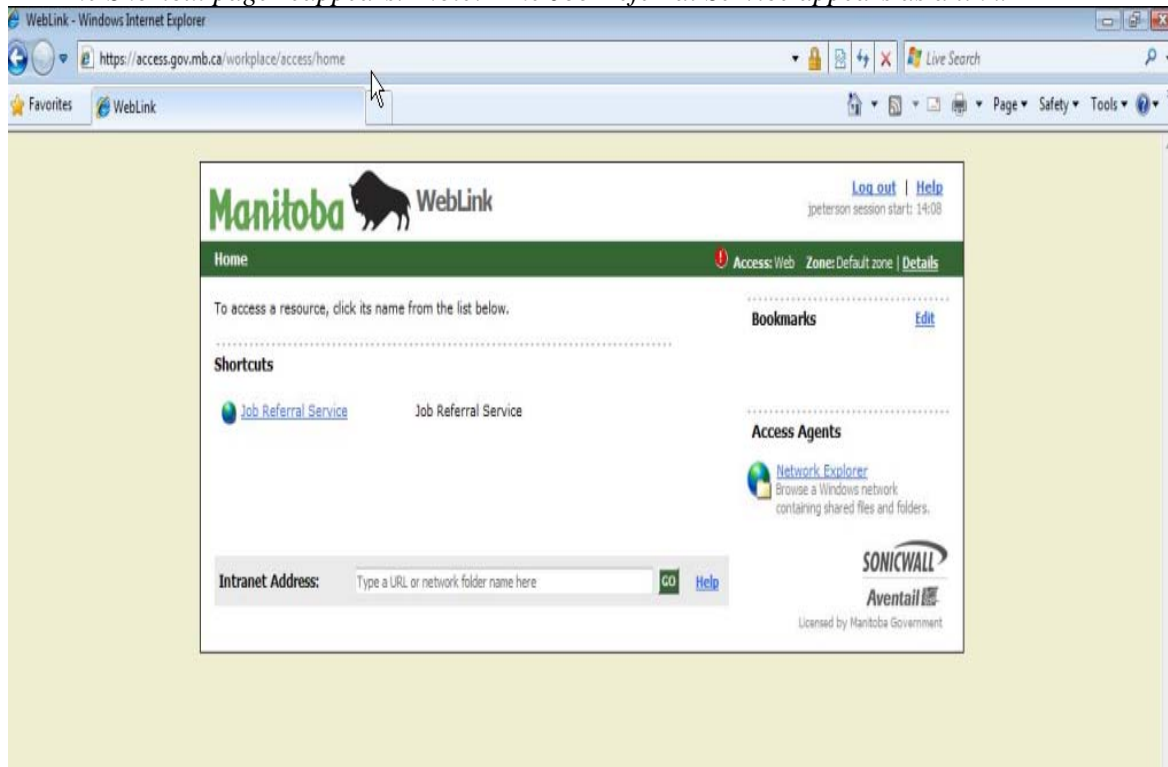 WebLink - Windows Internet Explorer
https://access.gov.mb.ca/workplace/access/home
Live Search
Favorites WebLink
Page Safety Tools
Manitoba WebLink
Log out | Help
jpeterson session start: 14:08
Home
Access: Web Zone: Default zone | Details
To access a resource, click its name from the list below.
Bookmarks Edit
Shortcuts
Job Referral Service Job Referral Service
Access Agents
Network Explorer
Browse a Windows network
containing shared files and folders.
SONICWALL
Intranet Address: Type a URL or network folder name here GO Help
Aventail
Licensed by Manitoba Government